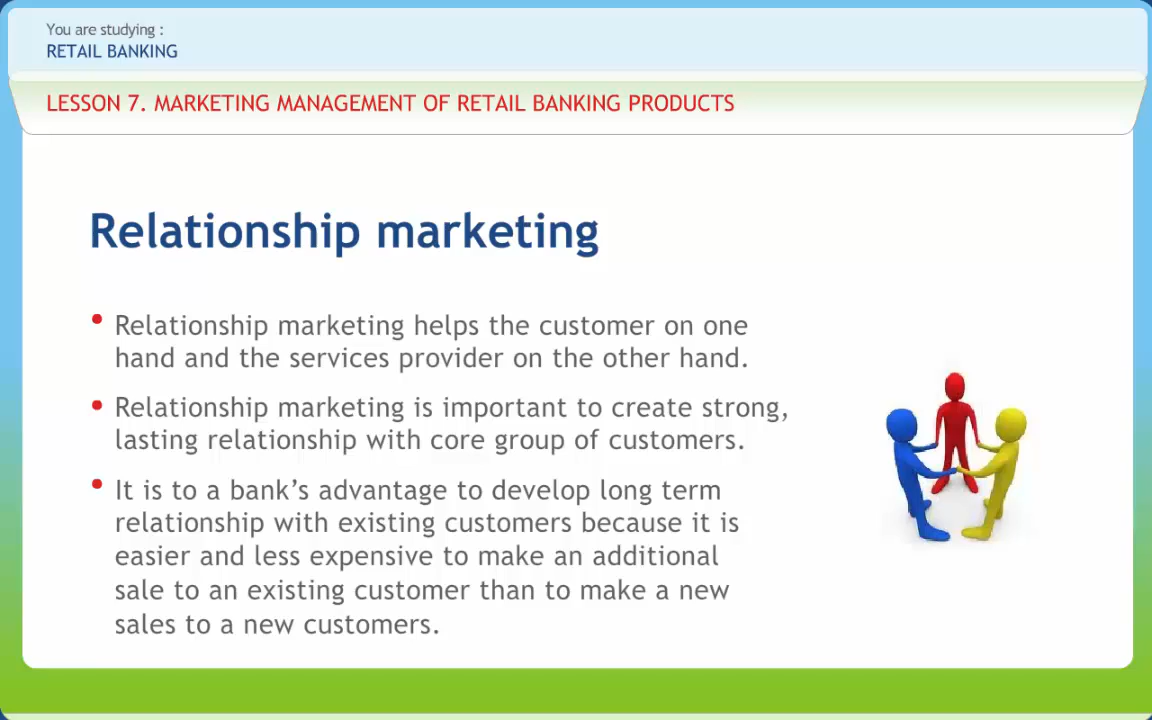 You are studying :
RETAIL BANKING
LESSON 7. MARKETING MANAGEMENT OF RETAIL BANKING PRODUCTS
Relationship marketing
• Relationship marketing helps the customer on one
hand and the services provider on the other hand.
• Relationship marketing is important to create strong,
lasting relationship with core group of customers.
• It is to a bank’s advantage to develop long term
relationship with existing customers because it is
easier and less expensive to make an additional
sale to an existing customer than to make a new
sales to a new customers.